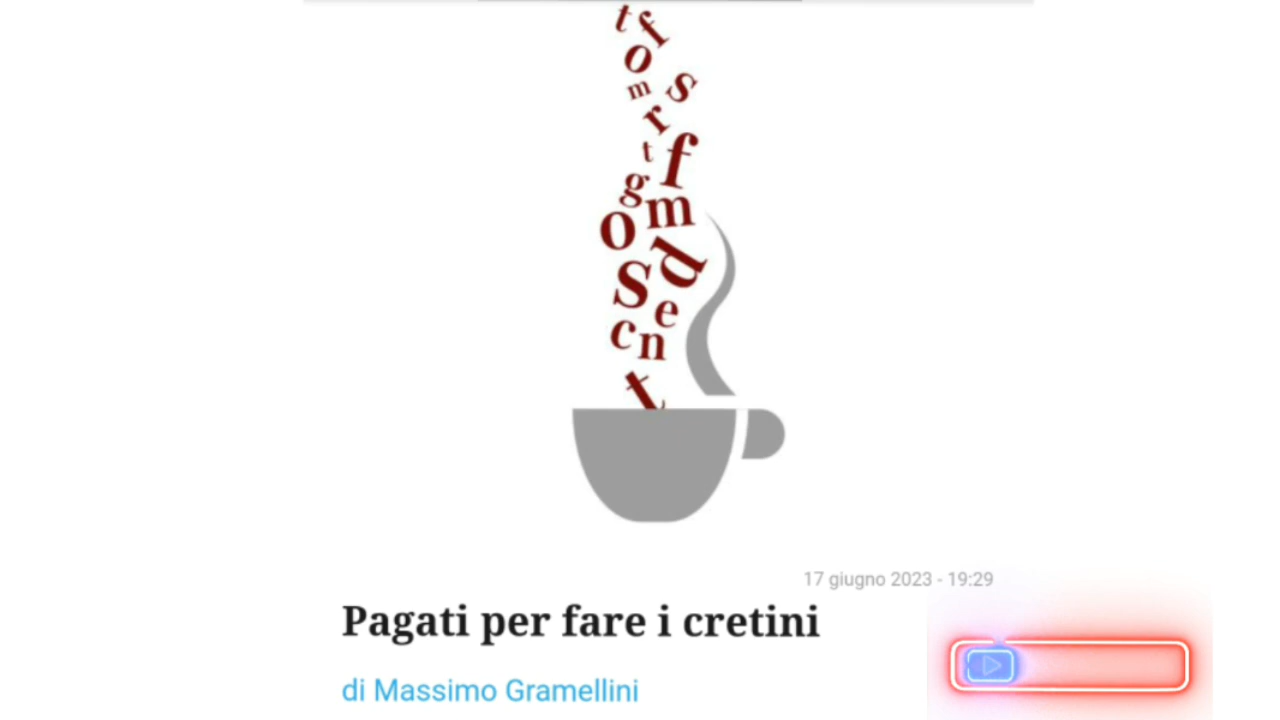 t f
o
m s
r
t f
g
o m
s d
e
c n
t
17 giugno 2023 - 19:29
Pagati per fare i cretini
di Massimo Gramellini